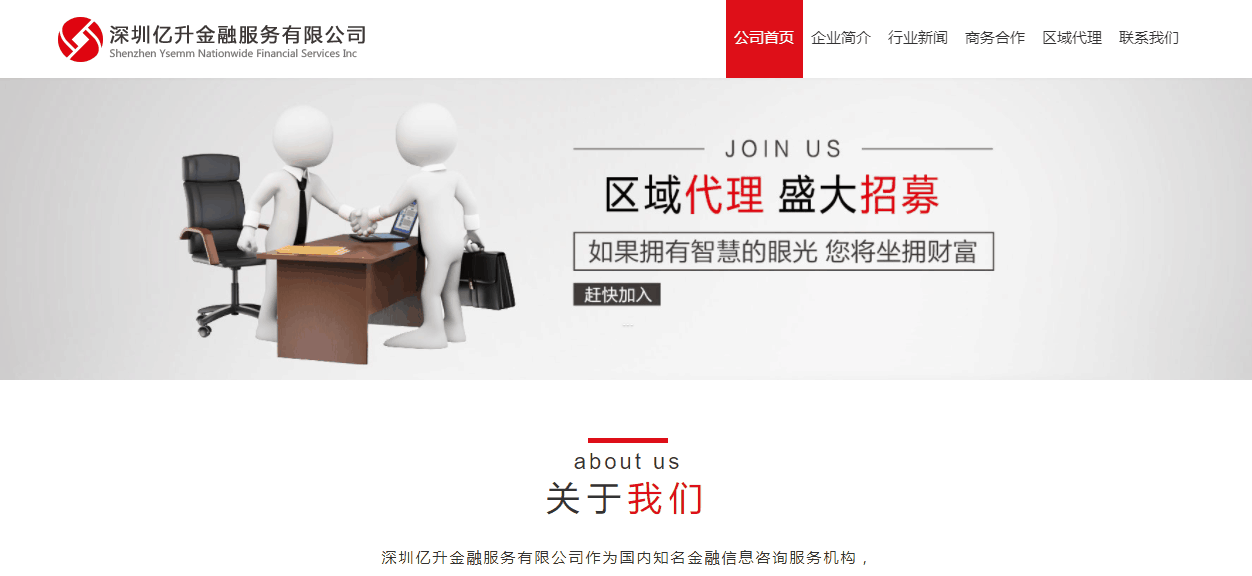 深圳亿升金融服务有限公司
Shenzhen Ysemm Nationwide Financial Services Inc
公司首页 企业简介 行业新闻 商务合作 区域代理 联系我们
JOIN US
区域代理 盛大招募
如果拥有智慧的眼光 您将坐拥财富
赶快加入
about us
关于我们
深圳亿升金融服务有限公司作为国内知名金融信息咨询服务机构，